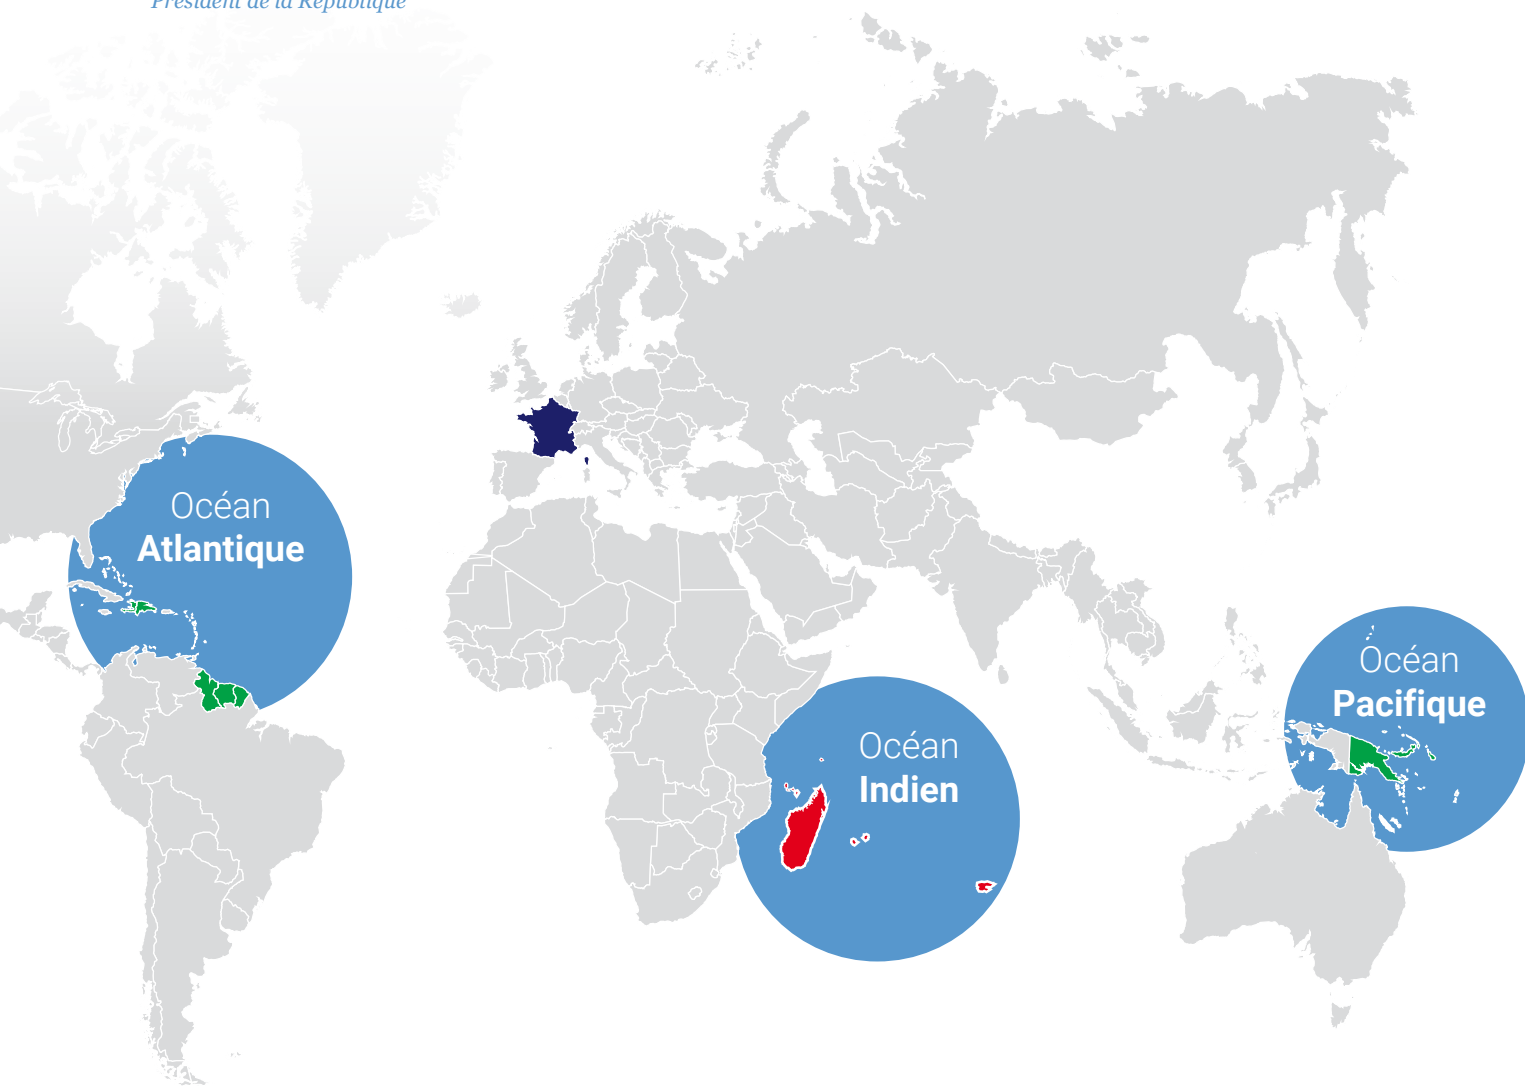 Président de la République
Océan
Atlantique
Océan
Pacifique
Océan
Indien